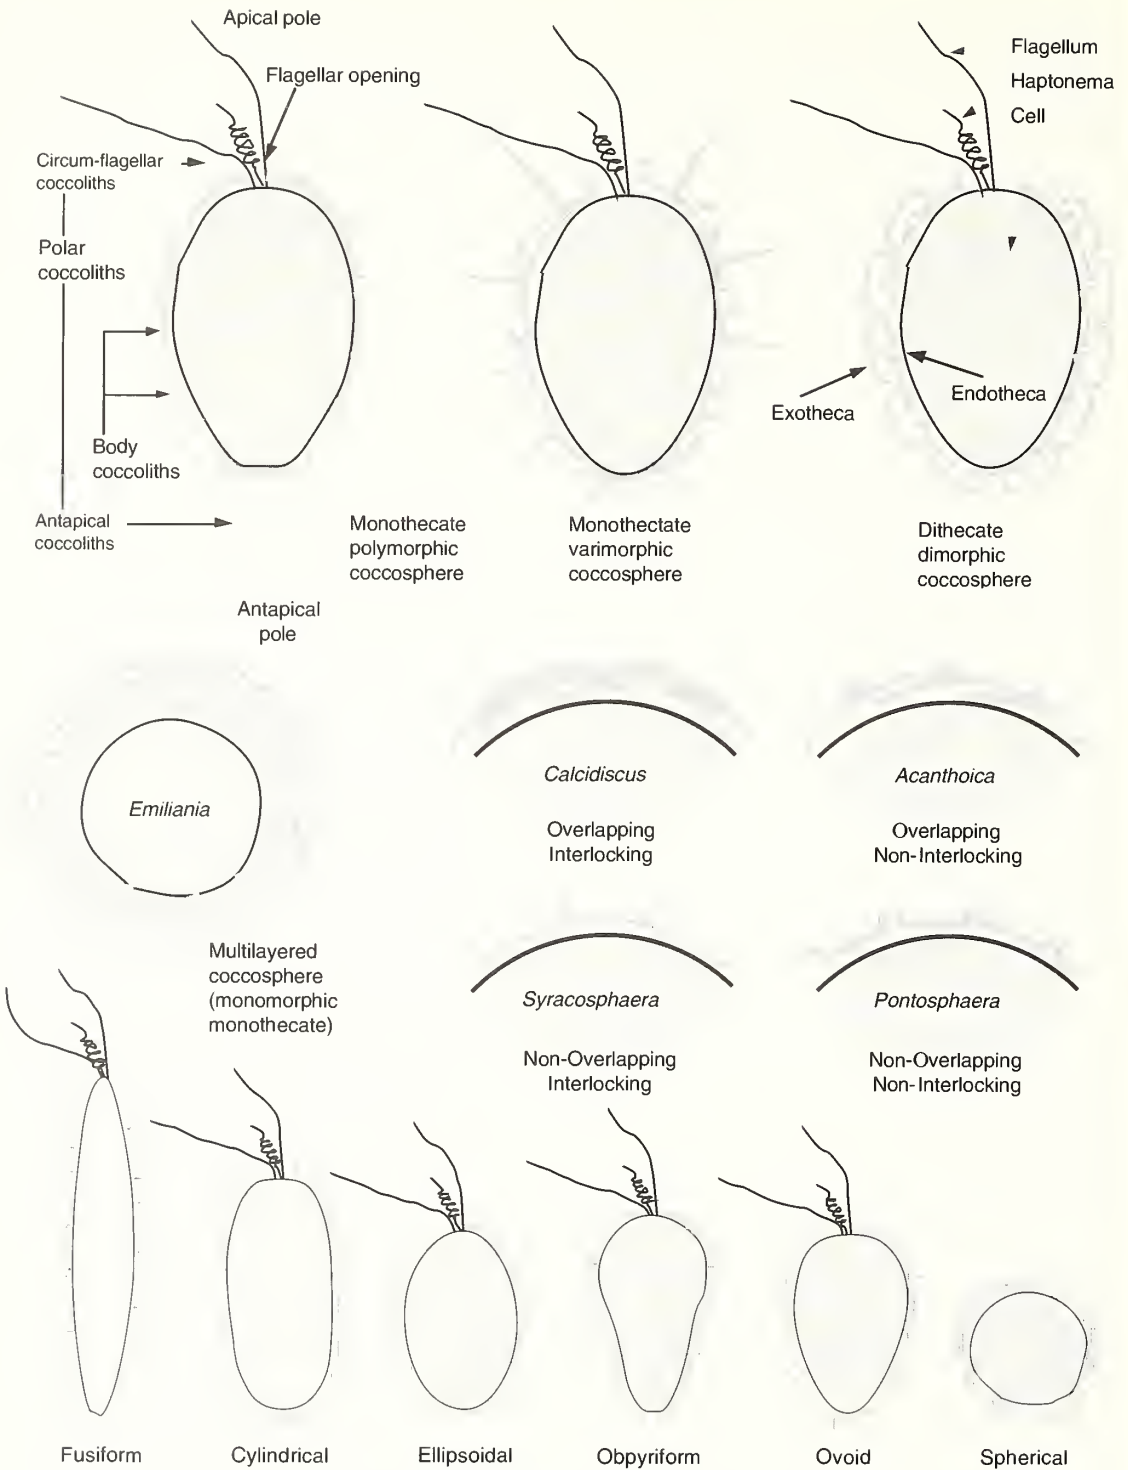 Apical pole
Flagellar opening
Circum-flagellar
coccoliths
Polar
coccoliths
Body
coccoliths
Antapical
coccoliths
Monothecate
polymorphic
coccosphere
Antapical
pole
Monothectate
varimorphic
coccosphere
Flagellum
Haptonema
Cell
Exotheca
Endotheca
Dithecate
dimorphic
coccosphere
Emiliania
Multilayered
coccosphere
(monomorphic
monothecate)
Calcidiscus
Overlapping
Interlocking
Acanthoica
Overlapping
Non-Interlocking
Syracosphaera
Non-Overlapping
Interlocking
Pontosphaera
Non-Overlapping
Non-Interlocking
Fusiform
Cylindrical
Ellipsoidal
Obpyriform
Ovoid
Spherical